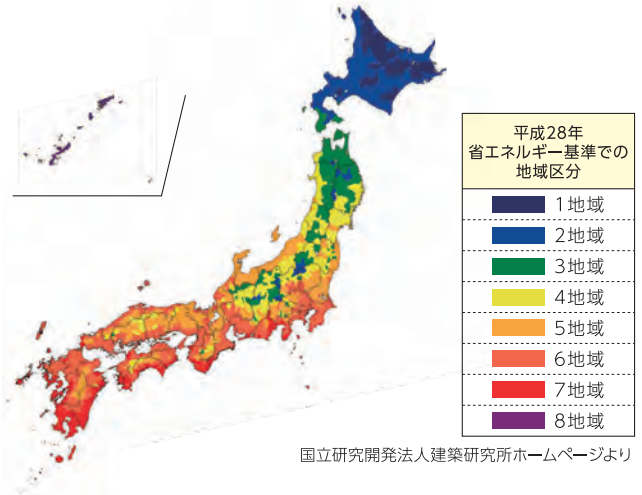 平成28年
省エネルギー基準での
地域区分
1地域
2地域
3地域
4地域
5地域
6地域
7地域
8地域
国立研究開発法人建築研究所ホームページより